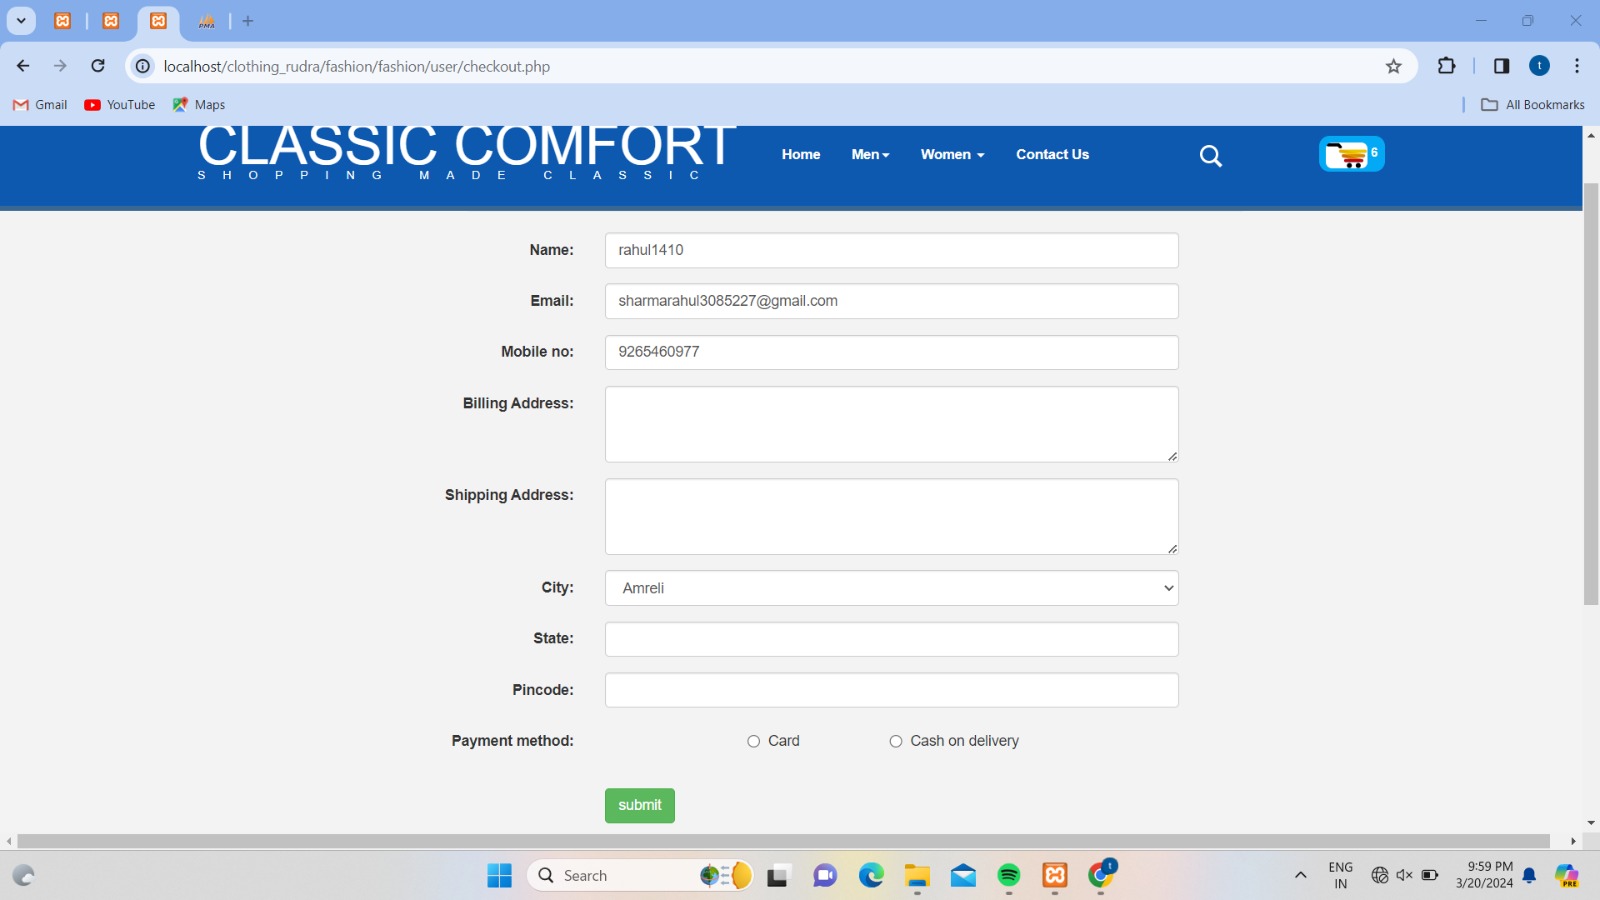 PMA
localhost/clothing_rudra/fashion/fashion/user/checkout.php
t
Gmail YouTube Maps All Bookmarks
CLASSIC COMFORT
SHOPPING MADE CLASSIC
Home Men Women Contact Us 6
Name: rahul1410
Email: sharmarahul3085227@gmail.com
Mobile no: 9265460977
Billing Address:
Shipping Address:
City: Amreli
State:
Pincode:
Payment method: Card Cash on delivery
submit
Search
t
ENG
IN
9:59 PM
3/20/2024
PRE